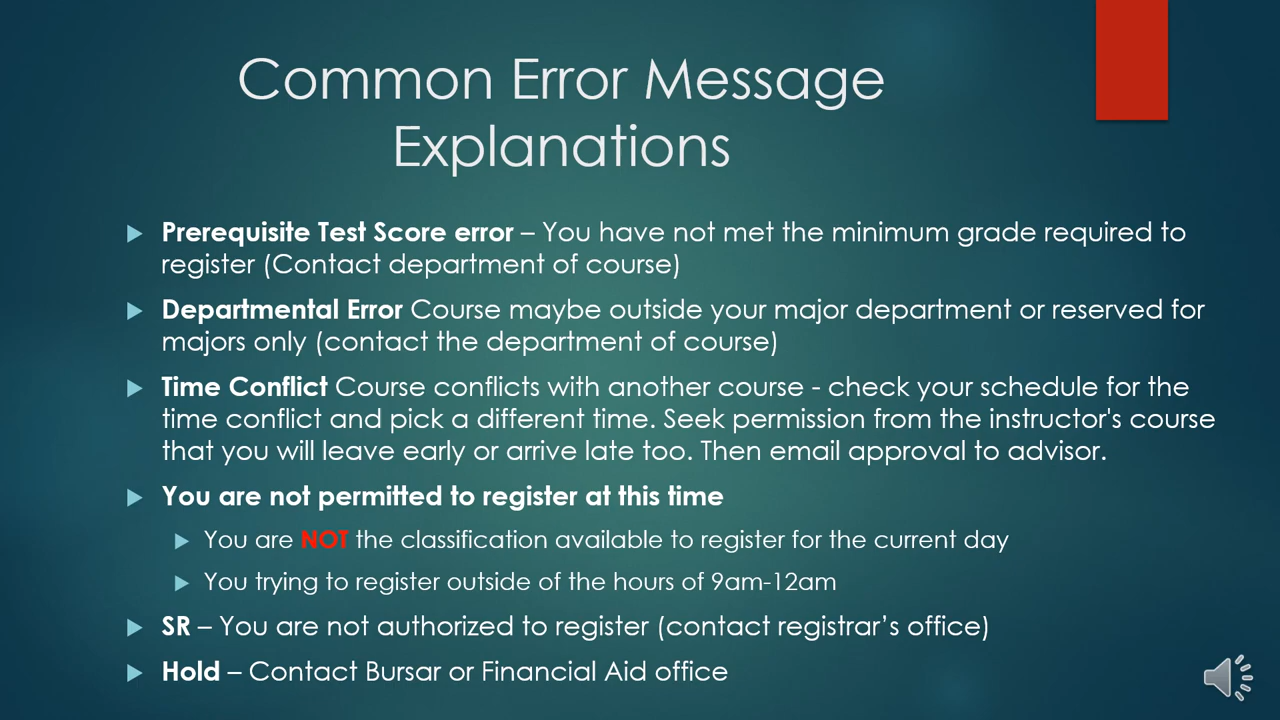 Common Error Message
Explanations
Prerequisite Test Score error – You have not met the minimum grade required to
register (Contact department of course)
Departmental Error Course maybe outside your major department or reserved for
majors only (contact the department of course)
Time Conflict Course conflicts with another course - check your schedule for the
time conflict and pick a different time. Seek permission from the instructor's course
that you will leave early or arrive late too. Then email approval to advisor.
You are not permitted to register at this time
You are NOT the classification available to register for the current day
You trying to register outside of the hours of 9am-12am
SR – You are not authorized to register (contact registrar’s office)
Hold – Contact Bursar or Financial Aid office